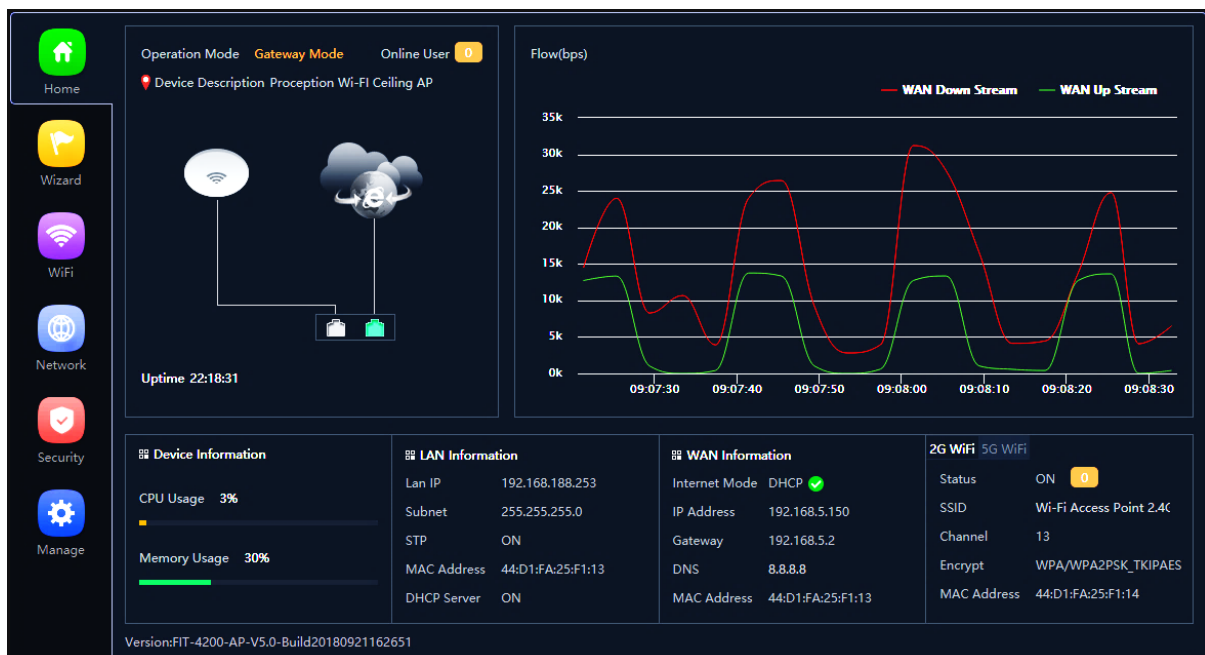 Home
Wizard
WiFi
Network
Security
Manage
Operation Mode Gateway Mode Online User 0
Device Description Proception Wi-FI Ceiling AP
Uptime 22:18:31
Flow(bps)
WAN Down Stream WAN Up Stream
35k
30k
25k
20k
15k
10k
5k
0k
09:07:30 09:07:40 09:07:50 09:08:00 09:08:10 09:08:20 09:08:30
Device Information
CPU Usage 3%
Memory Usage 30%
LAN Information
Lan IP 192.168.188.253
Subnet 255.255.255.0
STP ON
MAC Address 44:D1:FA:25:F1:13
DHCP Server ON
WAN Information
Internet Mode DHCP
IP Address 192.168.5.150
Gateway 192.168.5.2
DNS 8.8.8.8
MAC Address 44:D1:FA:25:F1:13
2G WiFi 5G WiFi
Status ON 0
SSID Wi-Fi Access Point 2.4G
Channel 13
Encrypt WPA/WPA2PSK_TKIPAES
MAC Address 44:D1:FA:25:F1:14
Version:FIT-4200-AP-V5.0-Build20180921162651